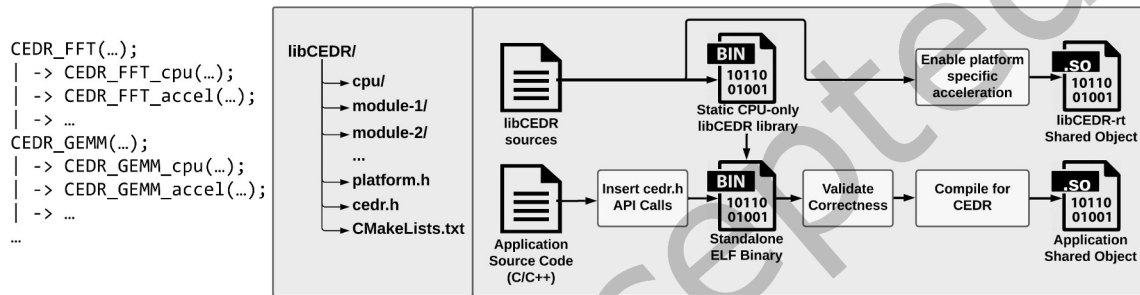 CEDR_FFT(…);
| -> CEDR_FFT_cpu(…);
| -> CEDR_FFT_accel(…);
| -> …
CEDR_GEMM(…);
| -> CEDR_GEMM_cpu(…);
| -> CEDR_GEMM_accel(…);
| -> …
…
libCEDR/
cpu/
module-1/
module-2/
...
platform.h
cedr.h
CMakeLists.txt
libCEDR
sources
BIN
10110
01001
Static CPU-only
libCEDR library
Enable platform
specific
acceleration
.so
10110
01001
libCEDR-rt
Shared Object
Application
Source Code
(C/C++)
Insert cedr.h
API Calls
BIN
10110
01001
Standalone
ELF Binary
Validate
Correctness
Compile for
CEDR
.so
10110
01001
Application
Shared Object
cepted